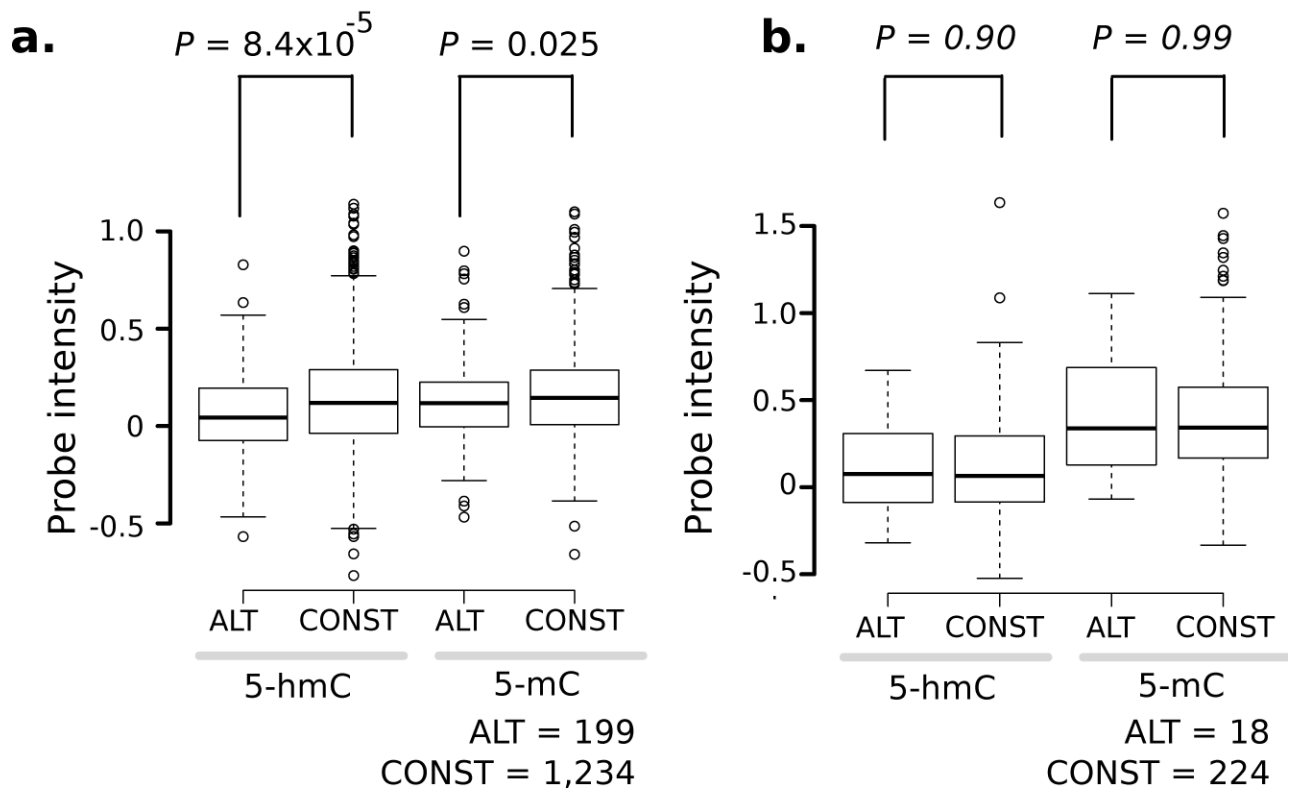 a.
P = 8.4x10-5
P = 0.025
Probe intensity
1.0
0.5
0
-0.5
ALT
CONST
ALT
CONST
5-hmC
5-mC
ALT = 199
CONST = 1,234
b.
P = 0.90
P = 0.99
Probe intensity
1.5
1.0
0.5
0
-0.5
ALT
CONST
ALT
CONST
5-hmC
5-mC
ALT = 18
CONST = 224